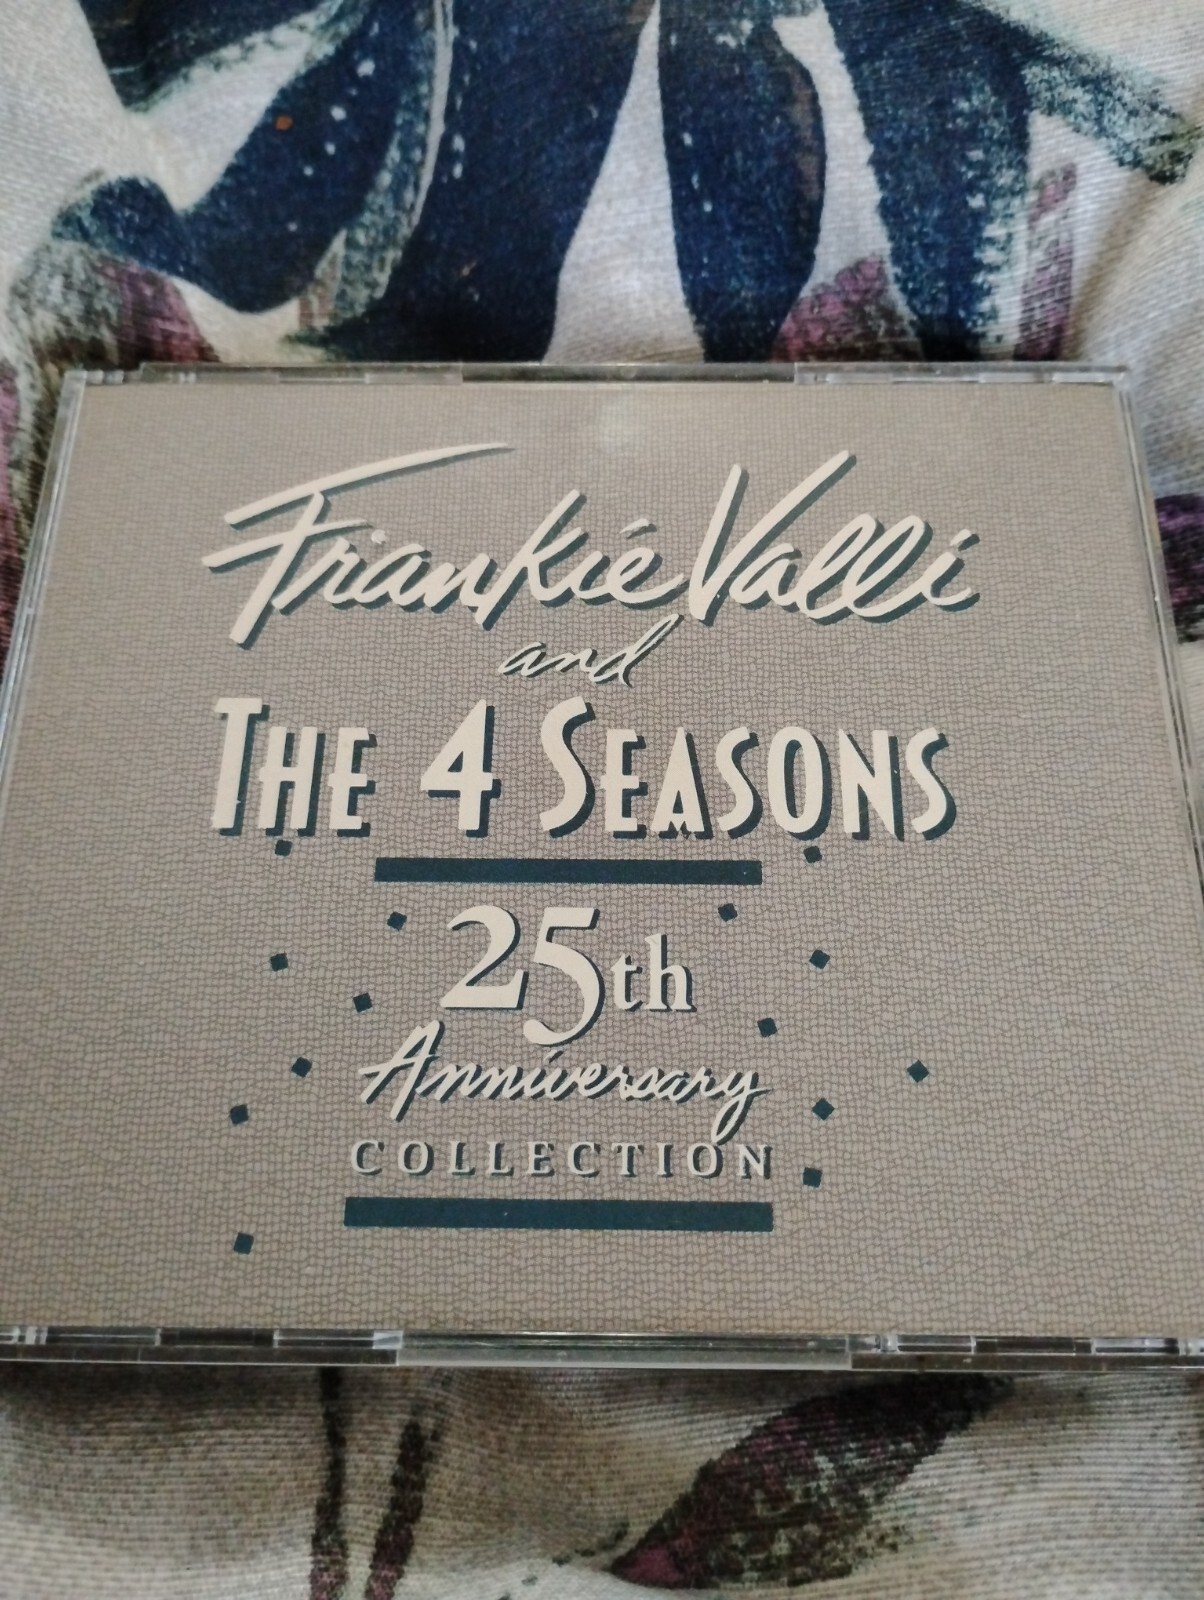 Frankie Valli
and
THE 4 SEASONS
25th
Anniversary
COLLECTION